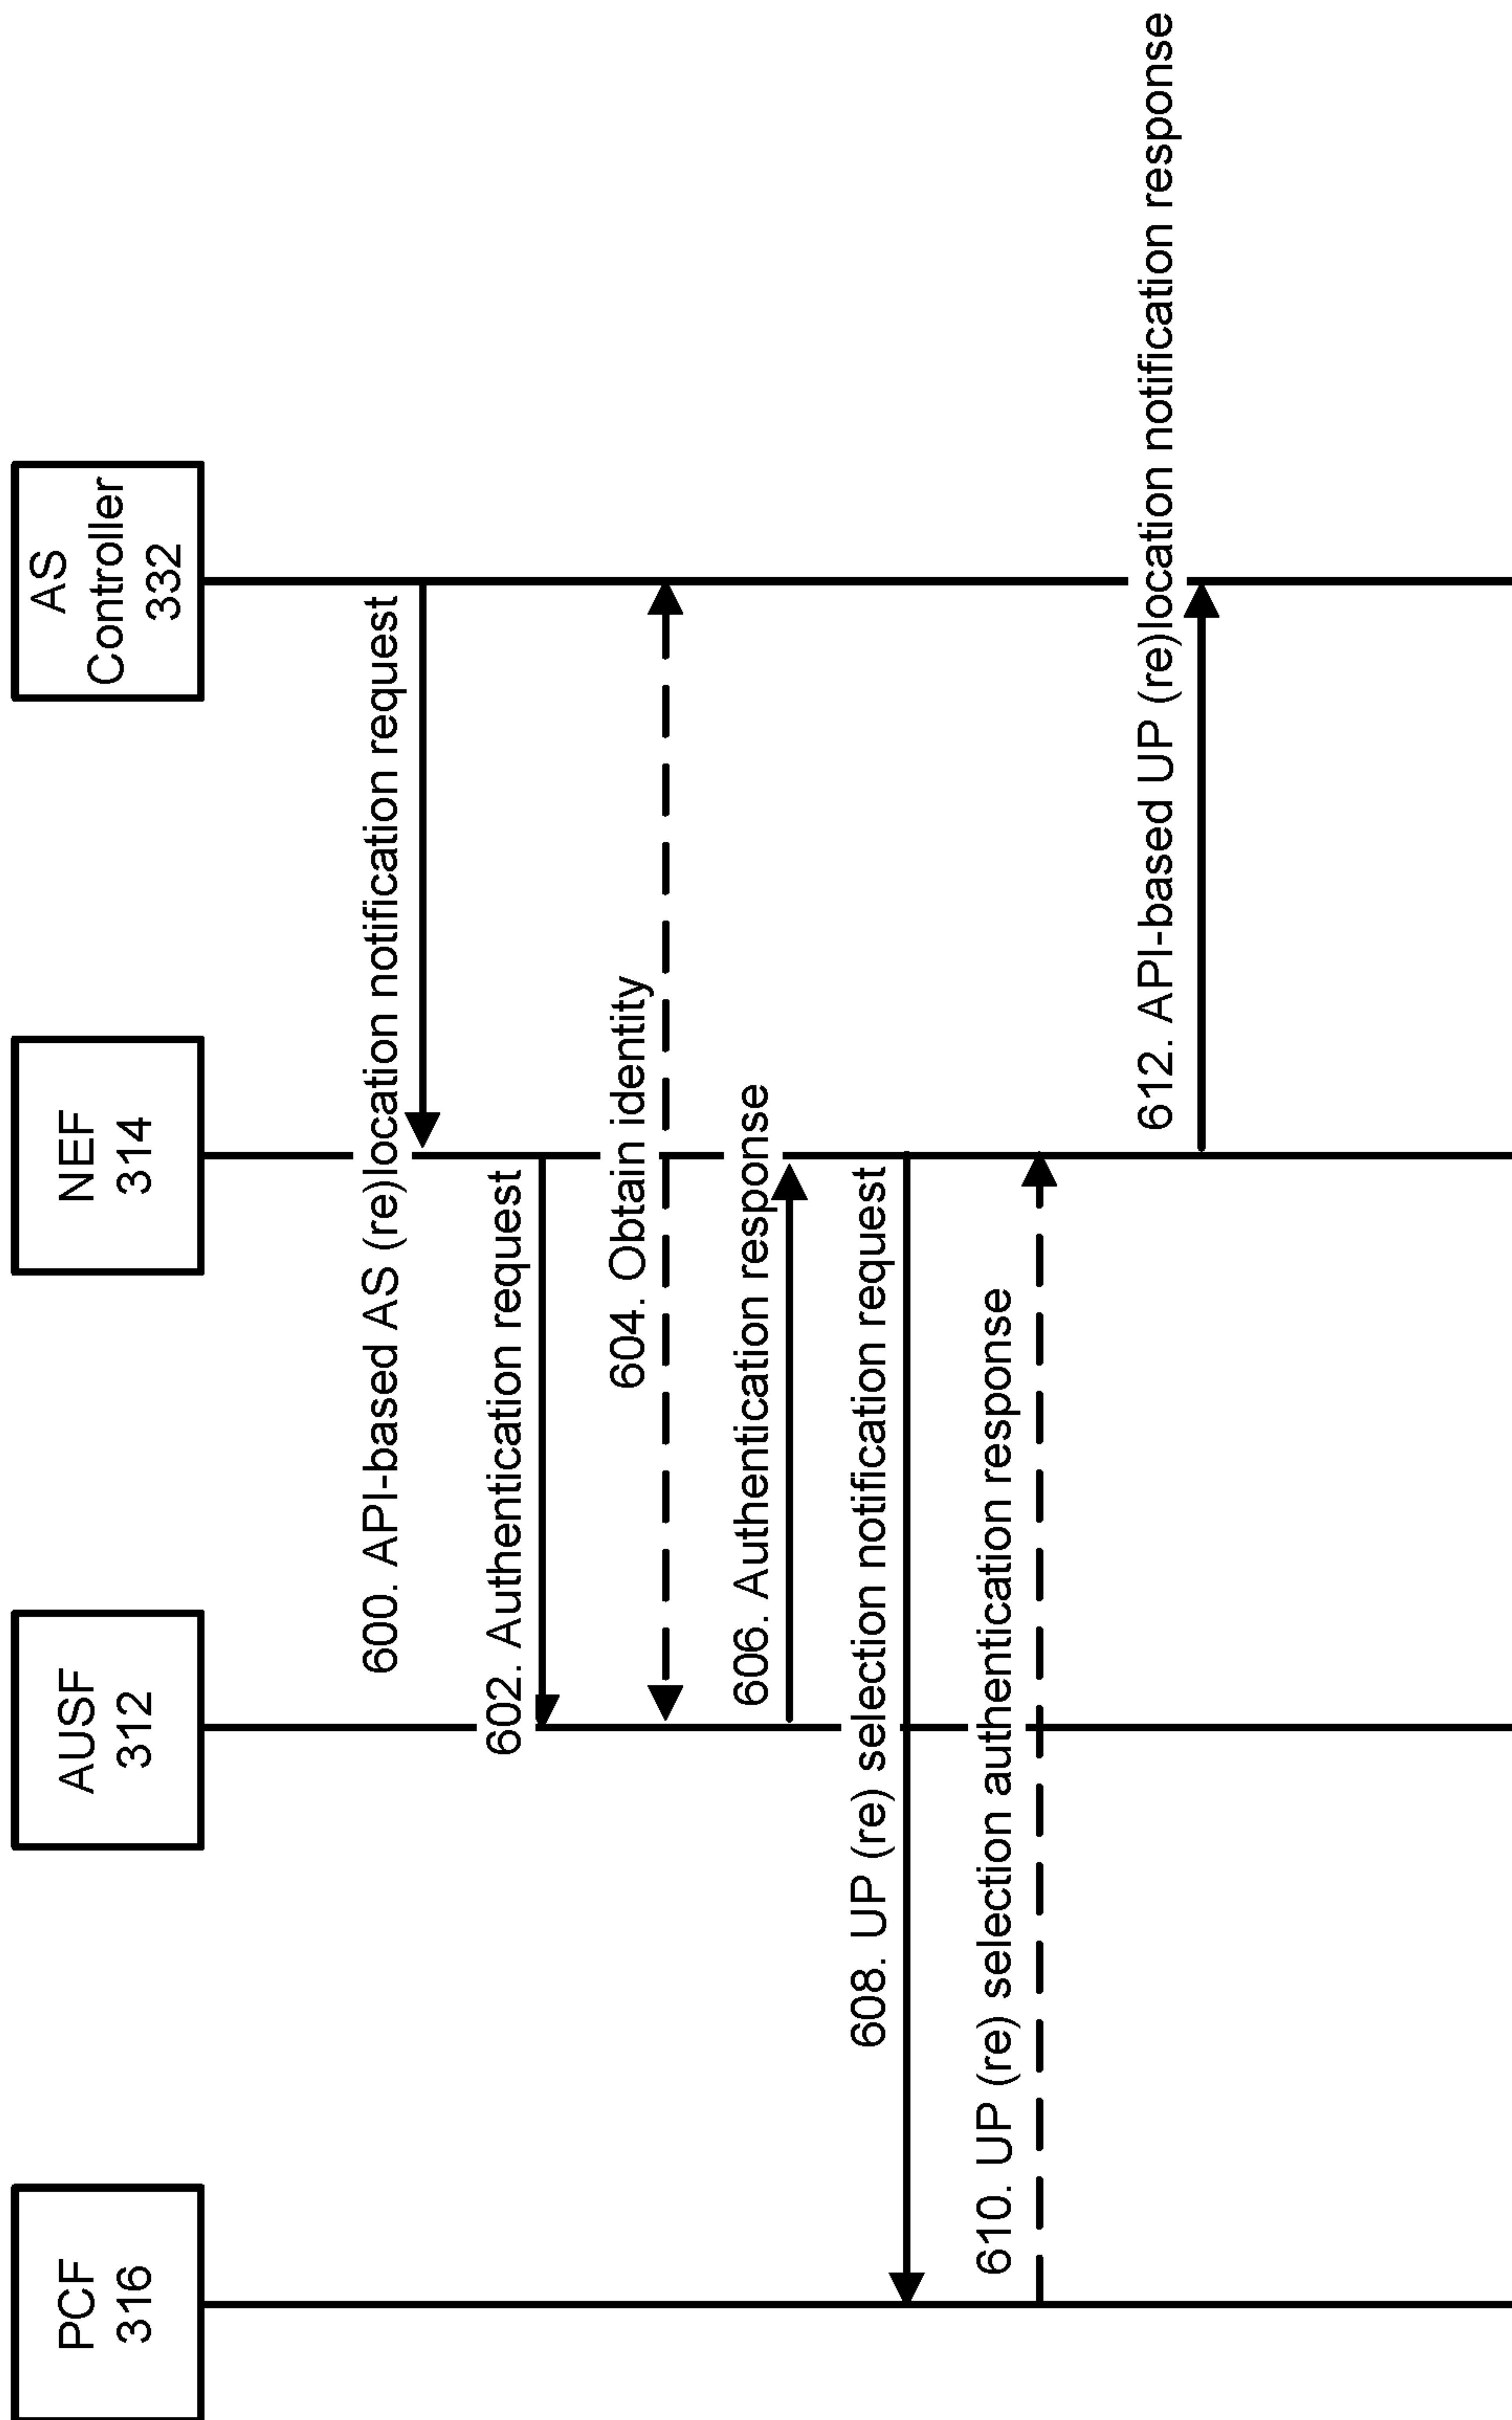 PCF
316
AUSF
312
NEF
314
AS
Controller
332
600. API-based AS (re)location notification request
602. Authentication request
604. Obtain identity
606. Authentication response
608. UP (re) selection notification request
610. UP (re) selection authentication response
612. API-based UP (re)location notification response